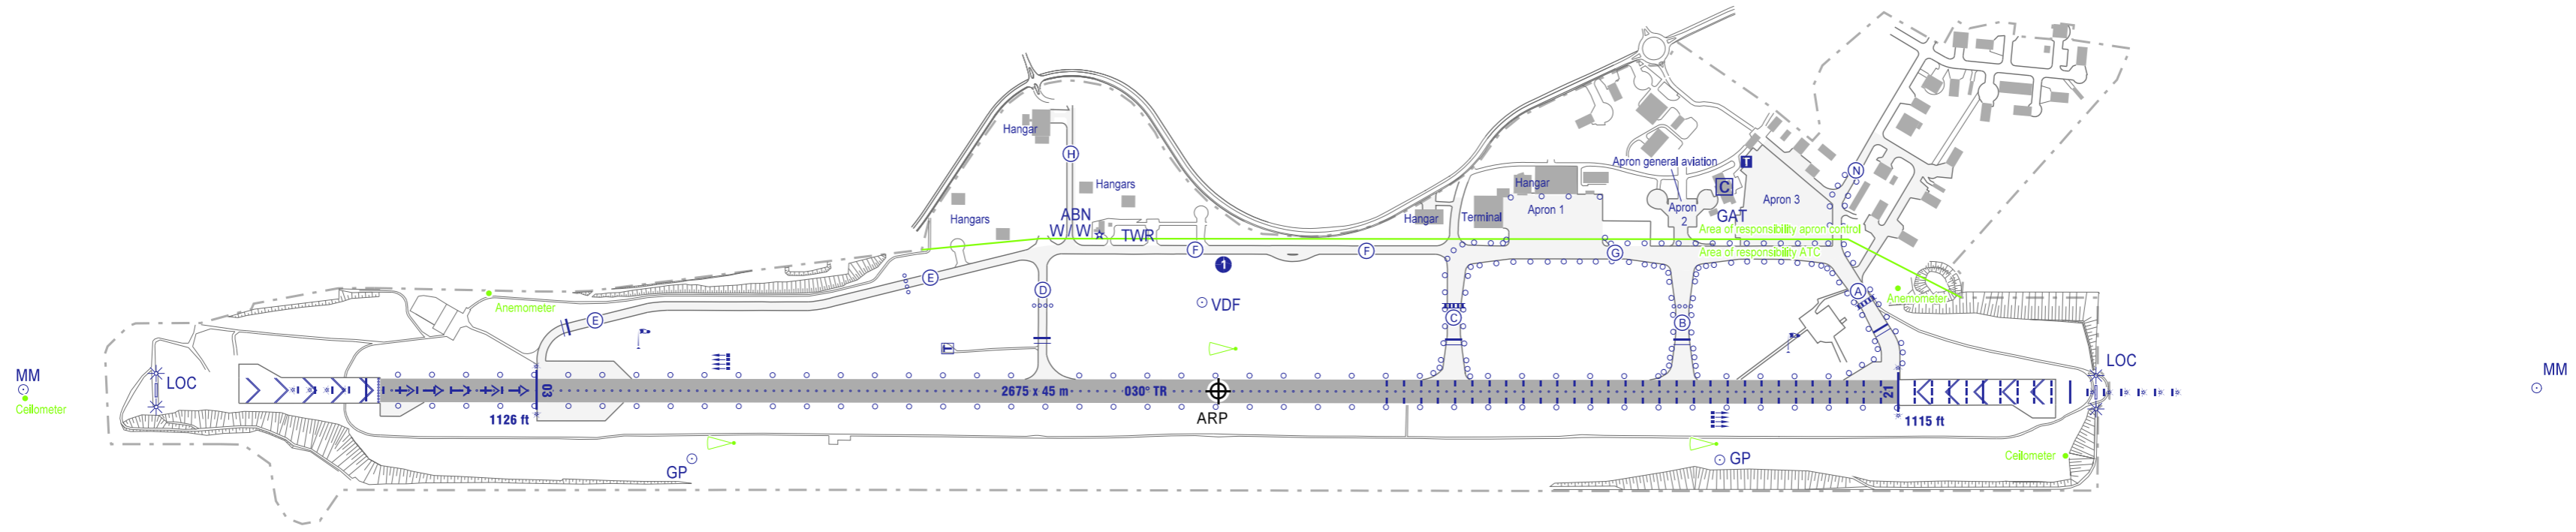 Hangar
H
Apron general aviation
T
N
Hangars
Hangar
C
Apron 3
Hangars
ABN
W / W
TWR
Hangar
Terminal
Apron 1
Apron
2
GAT
Area of responsibility apron control
F
F
G
Area of responsibility ATC
1
E
D
A
Anemometer
Anemometer
VDF
E
C
B
T
MM
LOC
LOC
MM
Ceilometer
03
2675 x 45 m
030° TR
21
1126 ft
ARP
1115 ft
GP
GP
Ceilometer